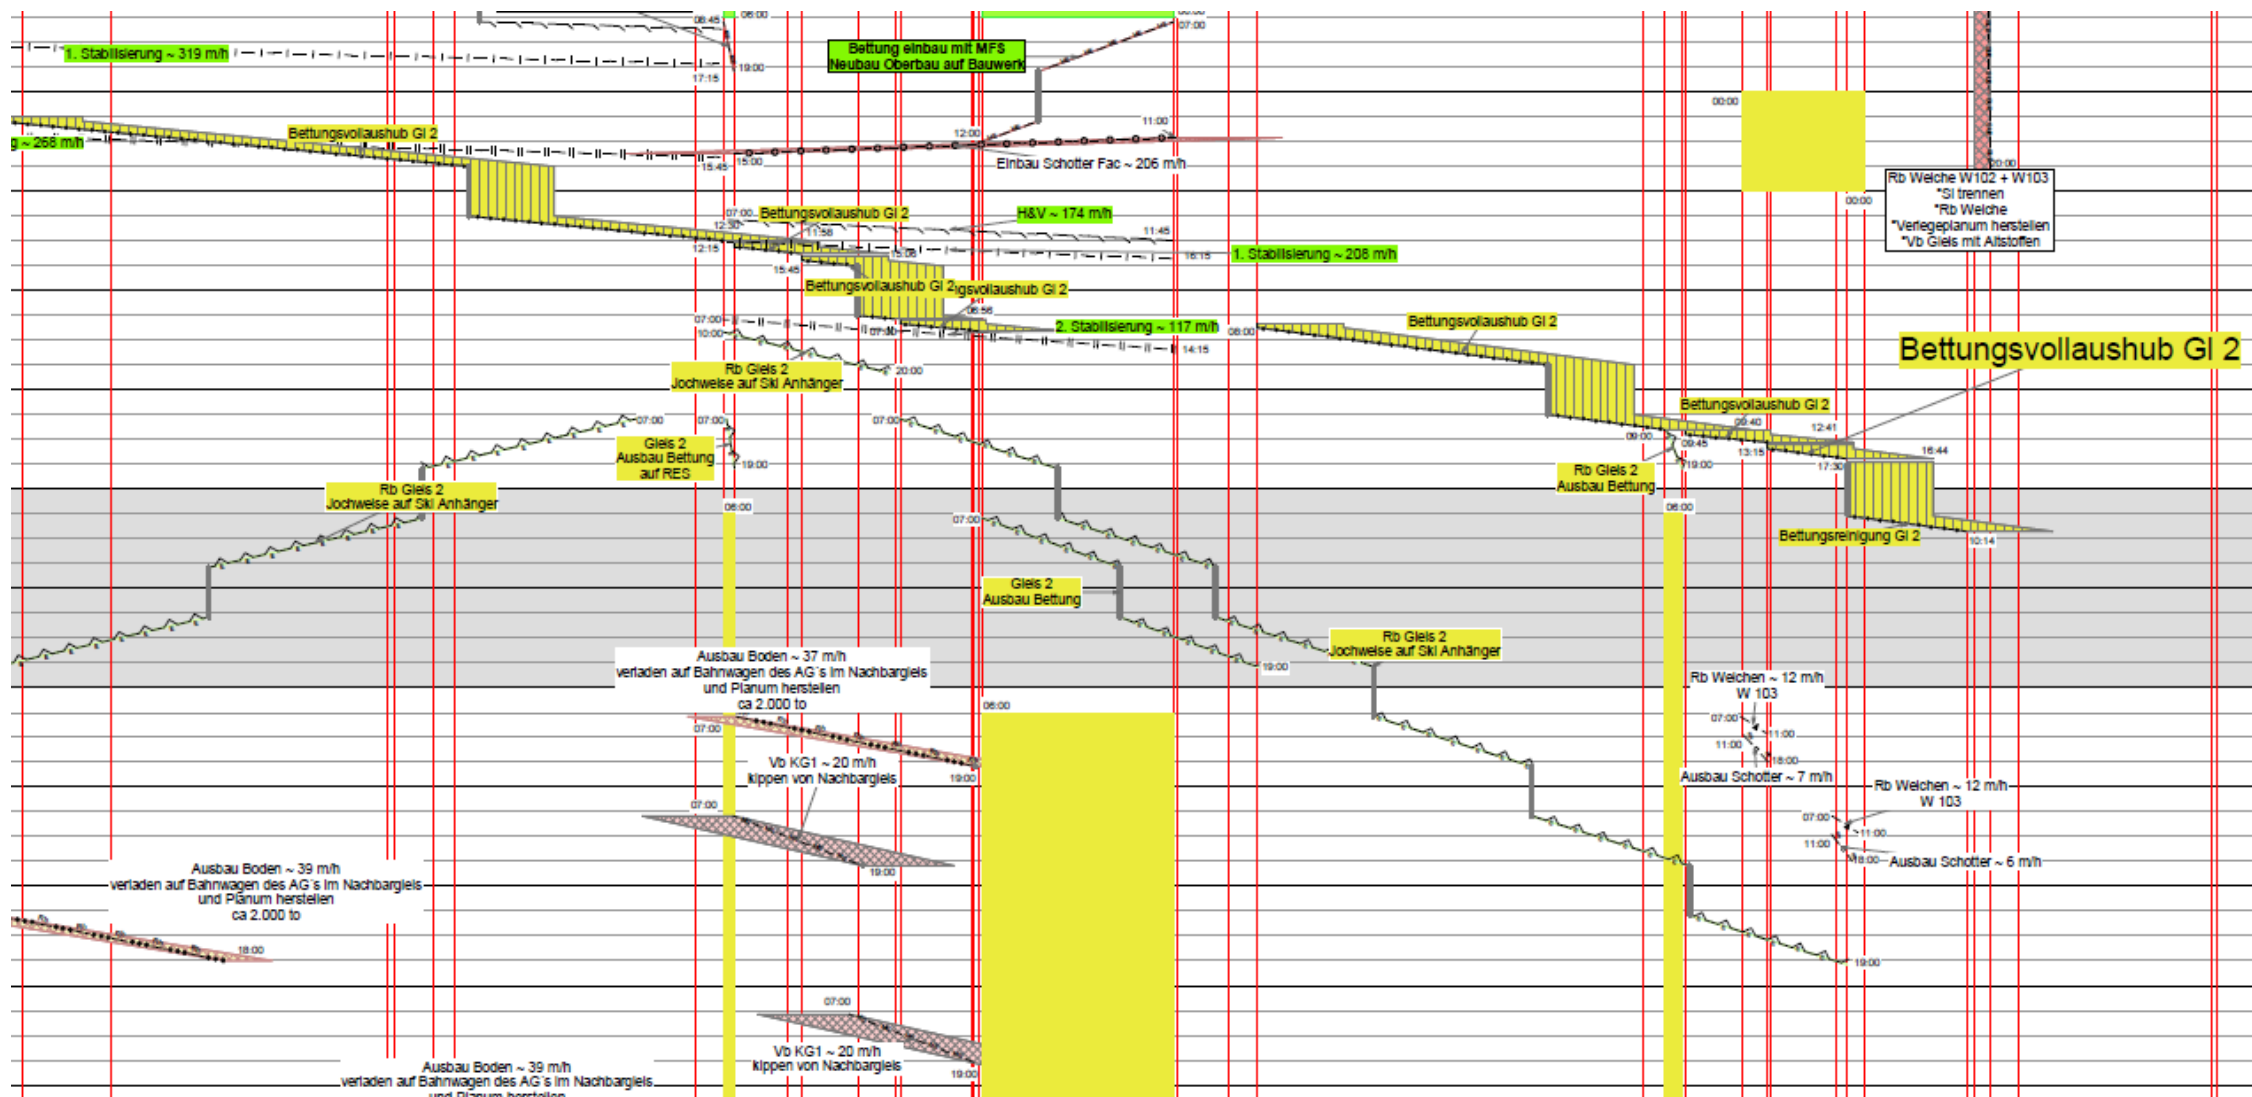 08:45
06:00
07:00
1. Stabilisierung ~ 319 m/h
Bettung einbau mit MFS
Neubau Oberbau auf Bauwerk
19:00
17:15
00:00
11:00
12:00
Bettungsvollaushub Gl 2
g ~ 268 m/h
15:45
15:00
Einbau Schotter Fac ~ 206 m/h
20:00
Rb Weiche W102 + W103
*Sl trennen
*Rb Weiche
*Verlegeplanum herstellen
*Vb Gleis mit Altstoffen
00:00
07:00
Bettungsvollaushub Gl 2
H&V ~ 174 m/h
12:30
11:58
11:45
12:15
15:06
16:15
1. Stabilisierung ~ 208 m/h
15:45
Bettungsvollaushub Gl 2
gsvollaushub Gl 2
06:56
07:00
2. Stabilisierung ~ 117 m/h
08:00
Bettungsvollaushub Gl 2
10:00
14:15
Bettungsvollaushub Gl 2
Rb Gleis 2
Jochweise auf Skl Anhänger
20:00
Bettungsvollaushub Gl 2
07:00
07:00
07:00
09:40
12:41
09:00
09:45
13:15
16:44
17:30
Gleis 2
Ausbau Bettung
auf RES
19:00
Rb Gleis 2
Ausbau Bettung
19:00
Rb Gleis 2
Jochweise auf Skl Anhänger
06:00
07:00
06:00
Bettungsreinigung Gl 2
10:14
Gleis 2
Ausbau Bettung
Rb Gleis 2
Jochweise auf Skl Anhänger
19:00
Ausbau Boden ~ 37 m/h
verladen auf Bahnwagen des AG´s im Nachbargleis
und Planum herstellen
ca 2.000 to
Rb Weichen ~ 12 m/h
W 103
06:00
07:00
07:00
11:00
11:00
18:00
Ausbau Schotter ~ 7 m/h
Vb KG1 ~ 20 m/h
kippen von Nachbargleis
19:00
Rb Weichen ~ 12 m/h
W 103
07:00
07:00
11:00
11:00
18:00
Ausbau Schotter ~ 6 m/h
19:00
Ausbau Boden ~ 39 m/h
verladen auf Bahnwagen des AG´s im Nachbargleis
und Planum herstellen
ca 2.000 to
18:00
19:00
07:00
Vb KG1 ~ 20 m/h
kippen von Nachbargleis
19:00
Ausbau Boden ~ 39 m/h
verladen auf Bahnwagen des AG´s im Nachbargleis
und Planum herstellen